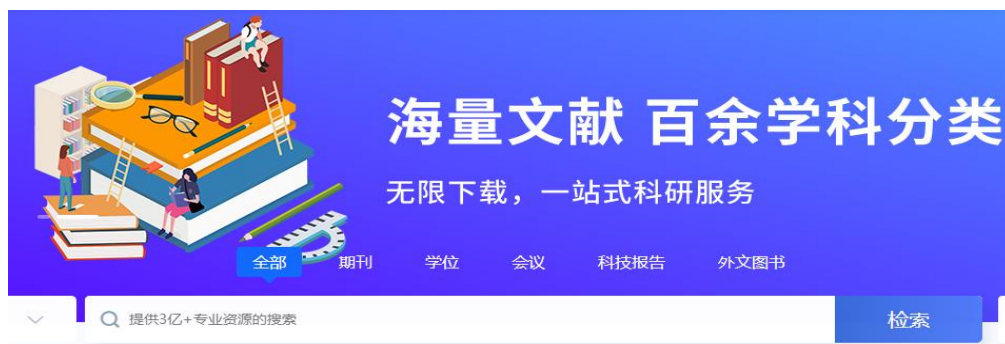 海量文献 百余学科分类
无限下载，一站式科研服务
全部 期刊 学位 会议 科技报告 外文图书
提供3亿+专业资源的搜索 检索